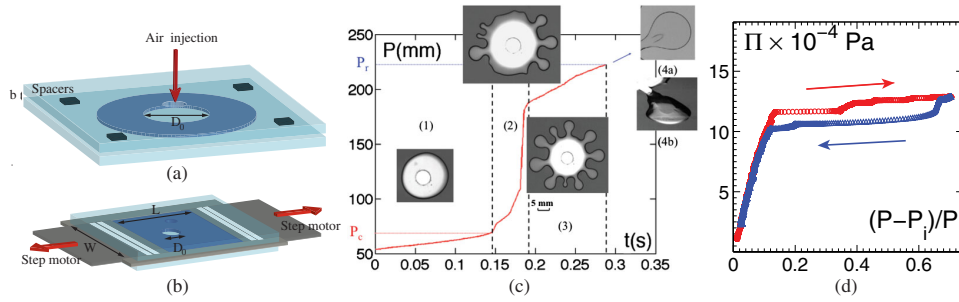 Air injection
b
Spacers
D₀
(a)
L
W
Step motor
D₀
Step motor
(b)
P(mm)
250
200
150
100
50
Pr
Pc
(1)
(2)
(3)
5 mm
(4a)
(4b)
t(s)
0 0.05 0.1 0.15 0.2 0.25 0.3 0.35
(c)
Π × 10⁻⁴ Pa
15
10
5
(P−Pᵢ)/P
0 0.2 0.4 0.6
(d)